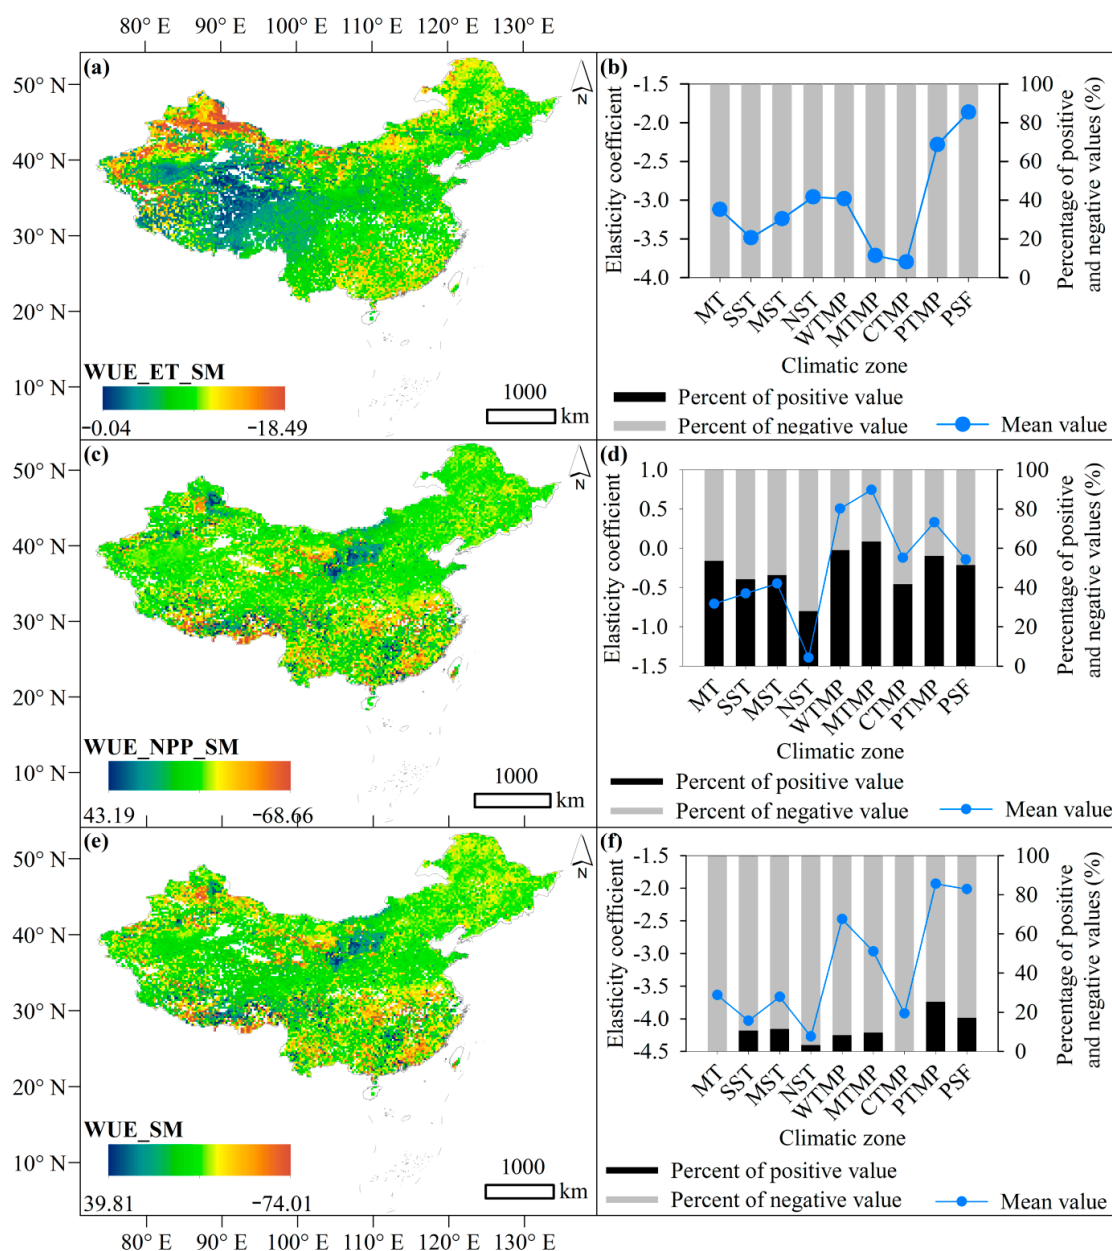 80° E 90° E 100° E 110° E 120° E 130° E
(a)
50° N
40° N
30° N
20° N
10° N
N
WUE_ET_SM
−0.04 −18.49
1000
km
(b)
Elasticity coefficient
-1.5
-2.0
-2.5
-3.0
-3.5
-4.0
100
80
60
40
20
0
Percentage of positive
and negative values (%)
MT SST MST NST WTMP MTMP CTMP PTMP PSF
Climatic zone
Percent of positive value
Percent of negative value Mean value
(c)
50° N
40° N
30° N
20° N
10° N
N
WUE_NPP_SM
43.19 −68.66
1000
km
(d)
Elasticity coefficient
1.0
0.5
0.0
-0.5
-1.0
-1.5
100
80
60
40
20
0
Percentage of positive
and negative values (%)
MT SST MST NST WTMP MTMP CTMP PTMP PSF
Climatic zone
Percent of positive value
Percent of negative value Mean value
(e)
50° N
40° N
30° N
20° N
10° N
N
WUE_SM
39.81 −74.01
1000
km
80° E 90° E 100° E 110° E 120° E 130° E
(f)
Elasticity coefficient
-1.5
-2.0
-2.5
-3.0
-3.5
-4.0
-4.5
100
80
60
40
20
0
Percentage of positive
and negative values (%)
MT SST MST NST WTMP MTMP CTMP PTMP PSF
Climatic zone
Percent of positive value
Percent of negative value Mean value